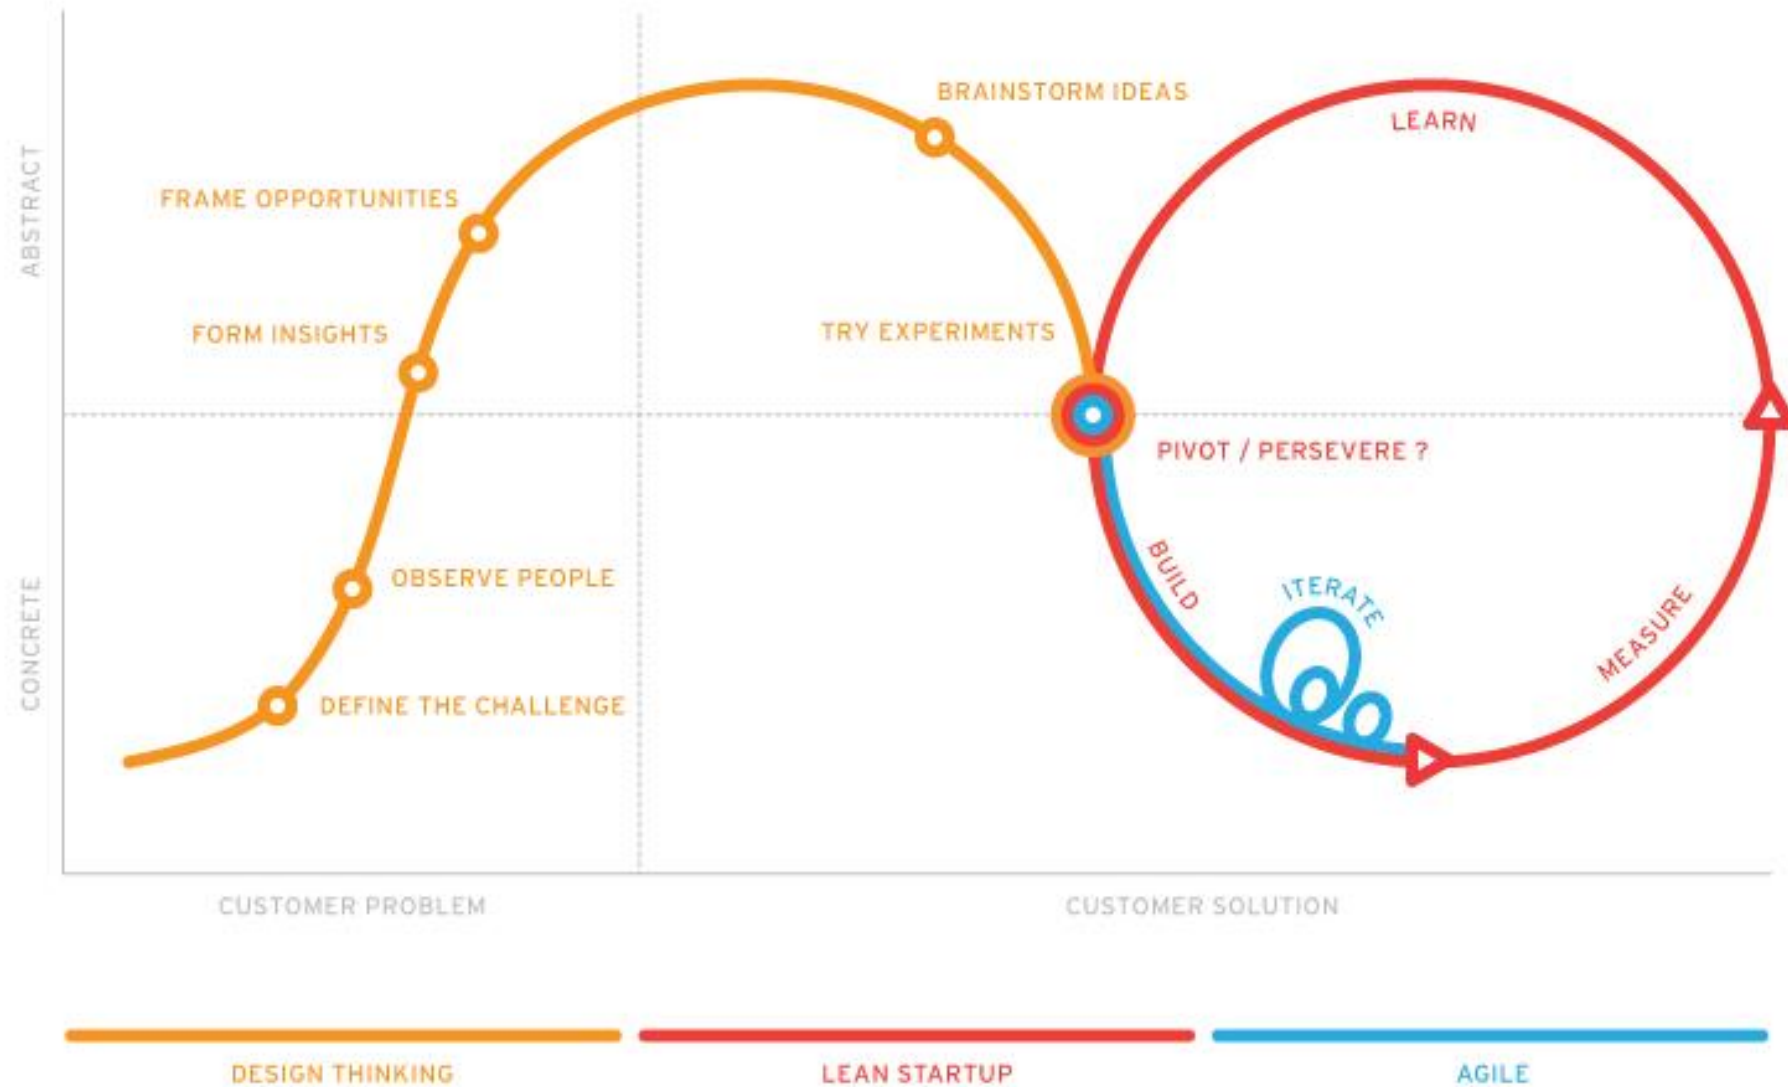 BRAINSTORM IDEAS
LEARN
FRAME OPPORTUNITIES
ABSTRACT
FORM INSIGHTS
TRY EXPERIMENTS
PIVOT / PERSEVERE ?
OBSERVE PEOPLE
BUILD
ITERATE
MEASURE
CONCRETE
DEFINE THE CHALLENGE
CUSTOMER PROBLEM
CUSTOMER SOLUTION
DESIGN THINKING
LEAN STARTUP
AGILE